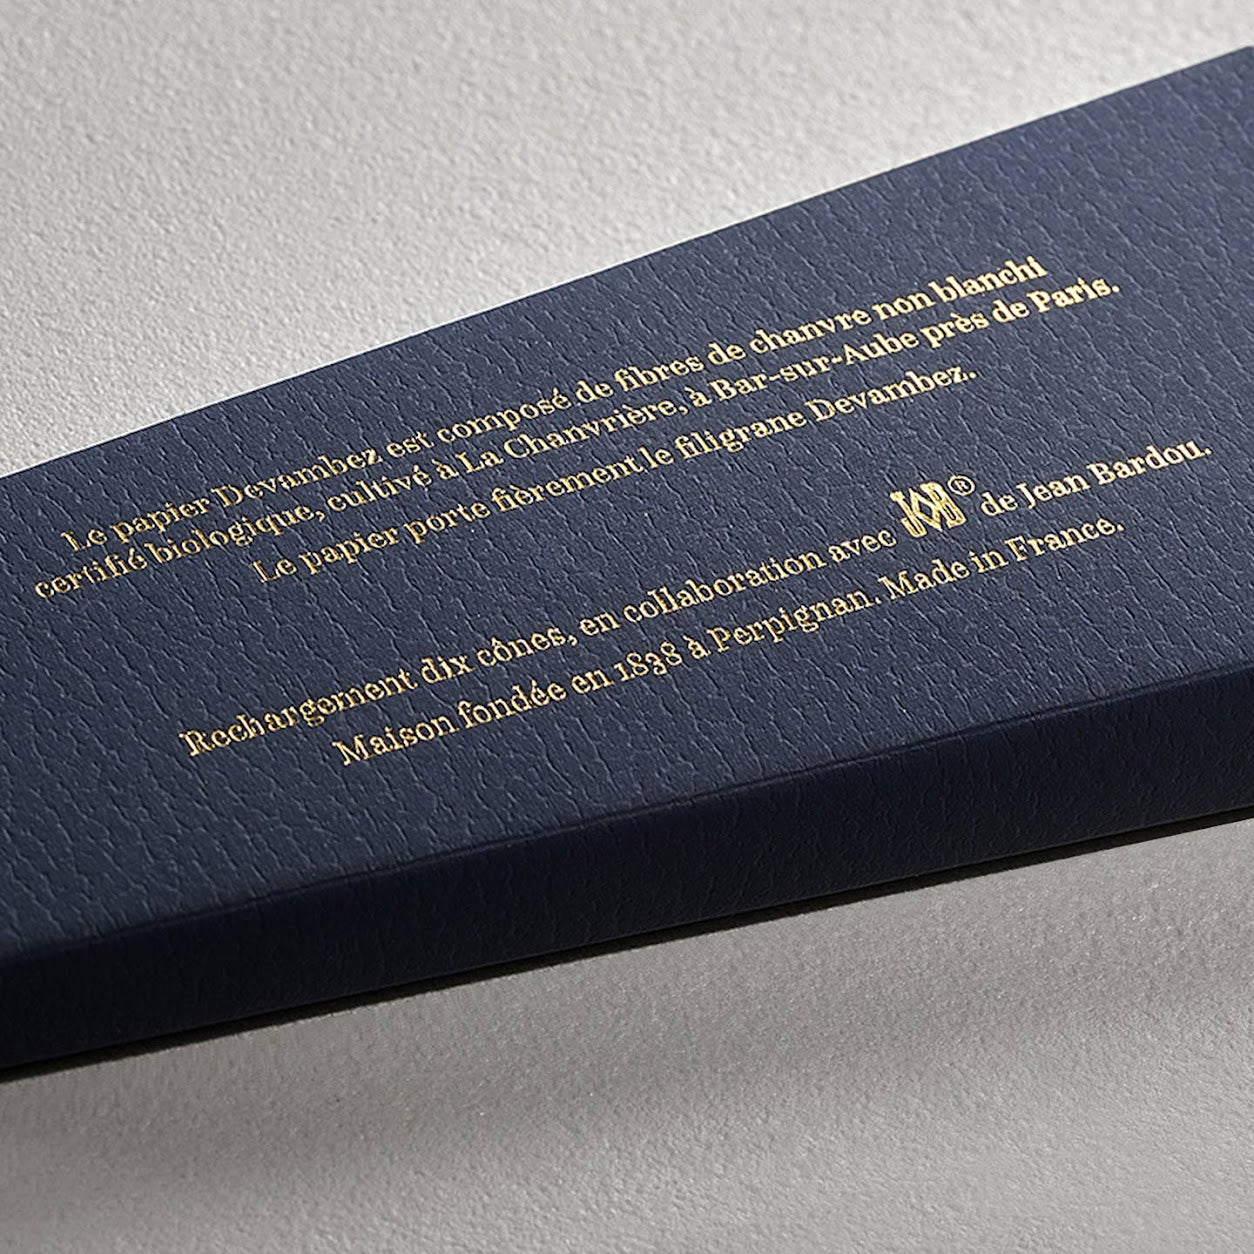 Le papier Devambez est composé de fibres de chanvre non blanchi
certifié biologique, cultivé à La Chanvrière, à Bar-sur-Aube près de Paris.
Le papier porte fièrement le filigrane Devambez.
Rechargement dix cônes, en collaboration avec JOB® de Jean Bardou.
Maison fondée en 1838 à Perpignan. Made in France.